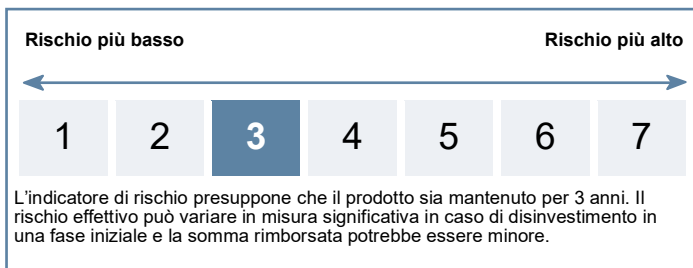 Rischio più basso Rischio più alto
1 2 3 4 5 6 7
L'indicatore di rischio presuppone che il prodotto sia mantenuto per 3 anni. Il
rischio effettivo può variare in misura significativa in caso di disinvestimento in
una fase iniziale e la somma rimborsata potrebbe essere minore.